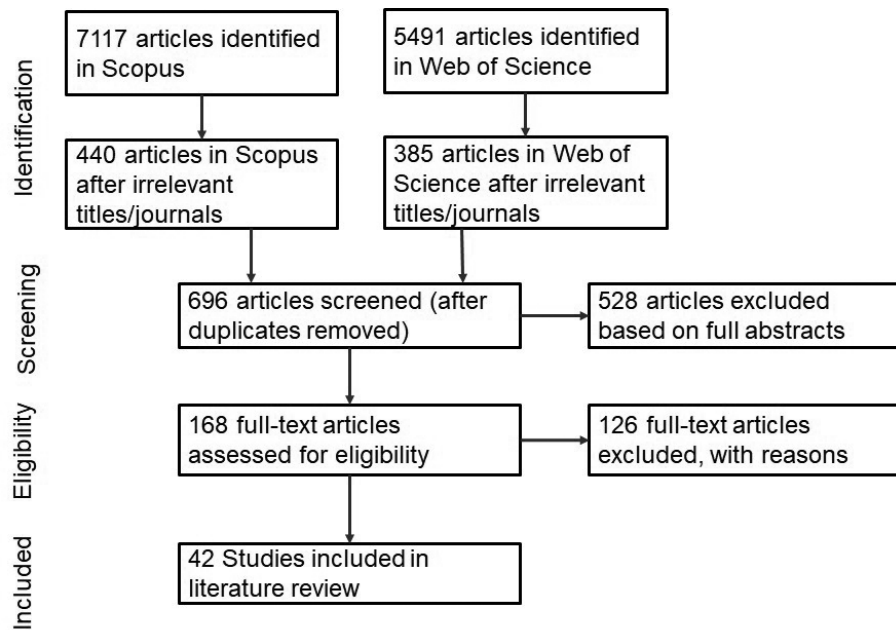 Identification
7117 articles identified
in Scopus
5491 articles identified
in Web of Science
440 articles in Scopus
after irrelevant
titles/journals
385 articles in Web of
Science after irrelevant
titles/journals
Screening
696 articles screened (after
duplicates removed)
528 articles excluded
based on full abstracts
Eligibility
168 full-text articles
assessed for eligibility
126 full-text articles
excluded, with reasons
Included
42 Studies included in
literature review